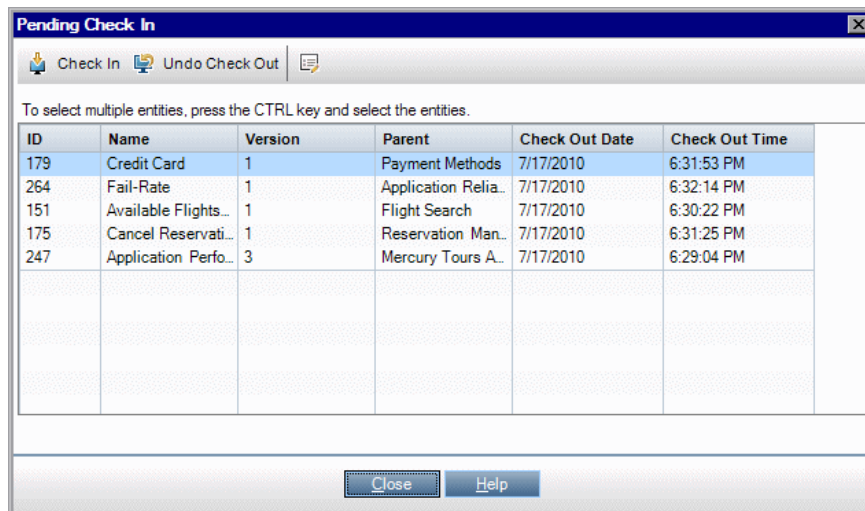 Pending Check In
Check In Undo Check Out
To select multiple entities, press the CTRL key and select the entities.
ID Name Version Parent Check Out Date Check Out Time
179 Credit Card 1 Payment Methods 7/17/2010 6:31:53 PM
264 Fail-Rate 1 Application Relia... 7/17/2010 6:32:14 PM
151 Available Flights... 1 Flight Search 7/17/2010 6:30:22 PM
175 Cancel Reservati... 1 Reservation Man... 7/17/2010 6:31:25 PM
247 Application Perfo... 3 Mercury Tours A... 7/17/2010 6:29:04 PM
Close Help